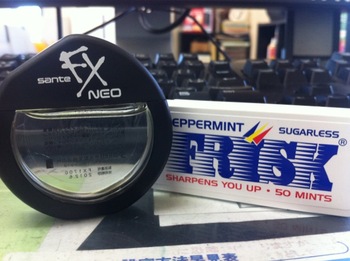 sante FX
NEO
PEPPERMINT SUGARLESS
FRISK®
SHARPENS YOU UP • 50 MINTS